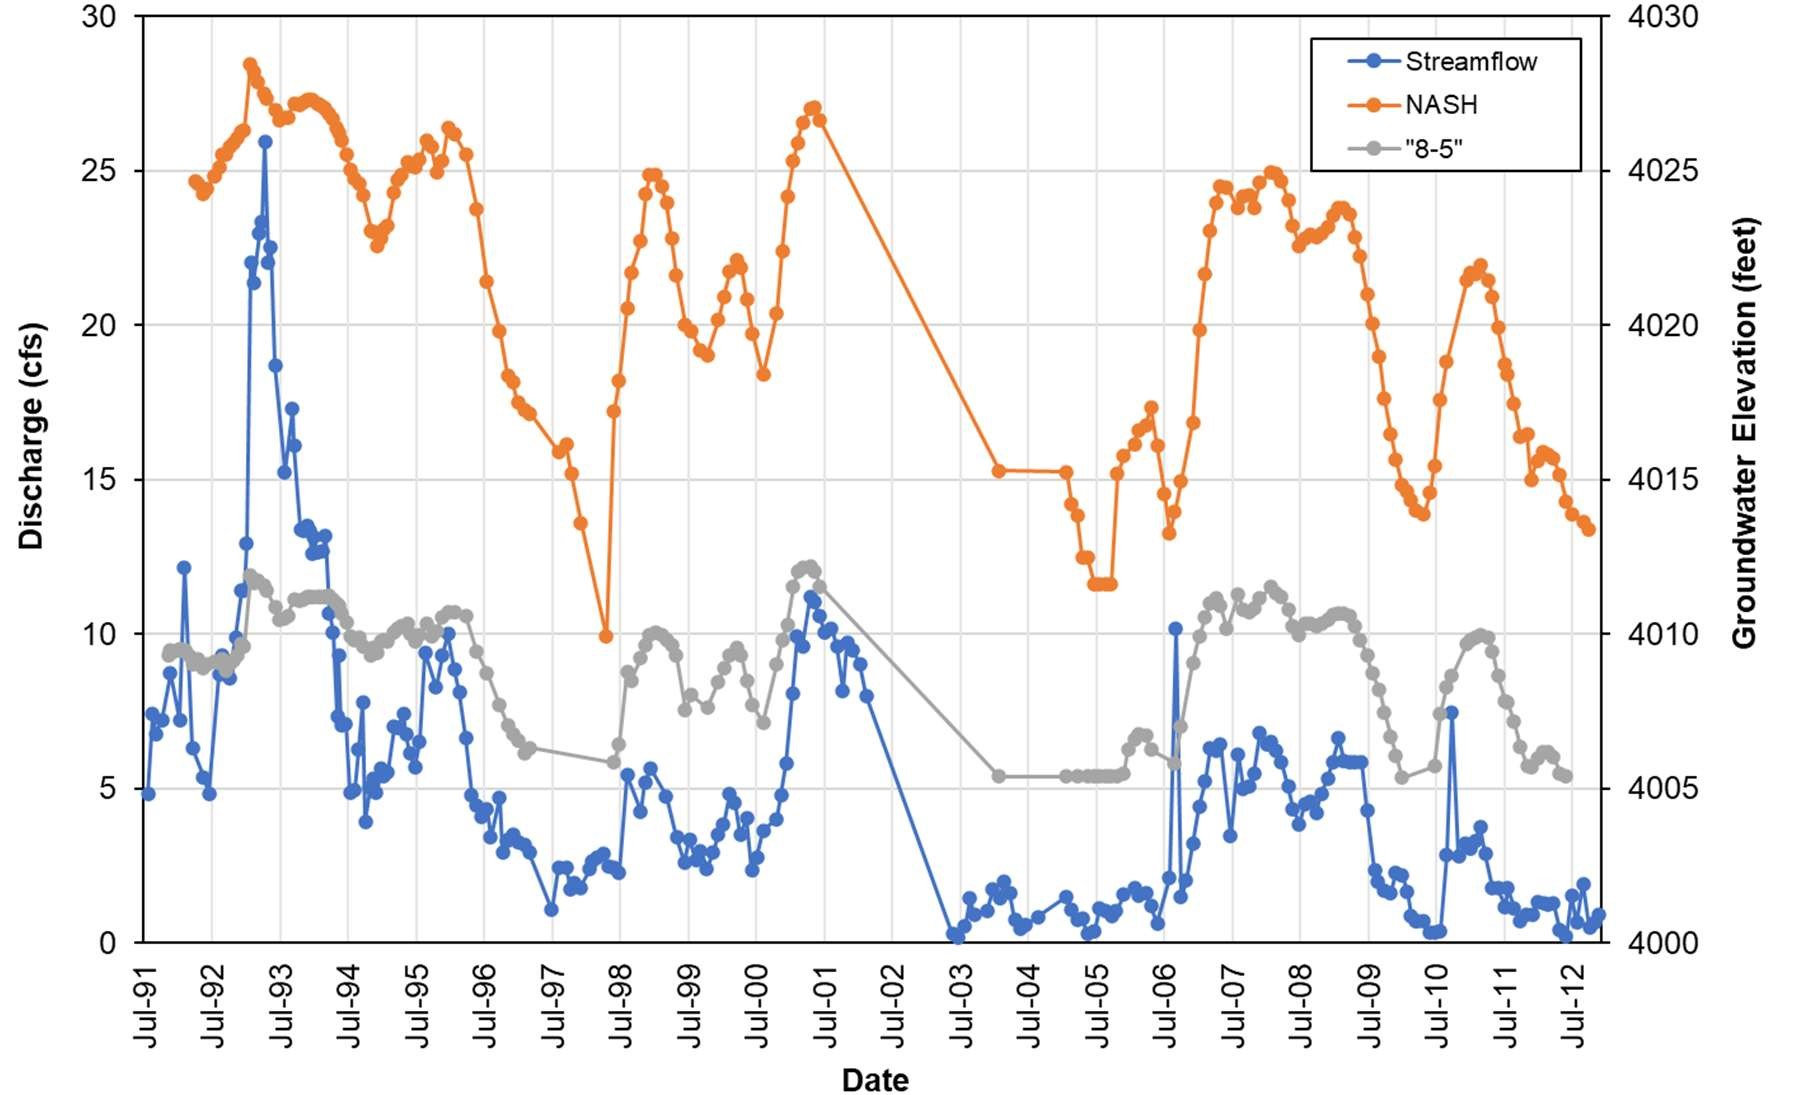 30
25
20
15
10
5
0
Discharge (cfs)
4030
4025
4020
4015
4010
4005
4000
Groundwater Elevation (feet)
Streamflow
NASH
"8-5"
Jul-91
Jul-92
Jul-93
Jul-94
Jul-95
Jul-96
Jul-97
Jul-98
Jul-99
Jul-00
Jul-01
Jul-02
Jul-03
Jul-04
Jul-05
Jul-06
Jul-07
Jul-08
Jul-09
Jul-10
Jul-11
Jul-12
Date